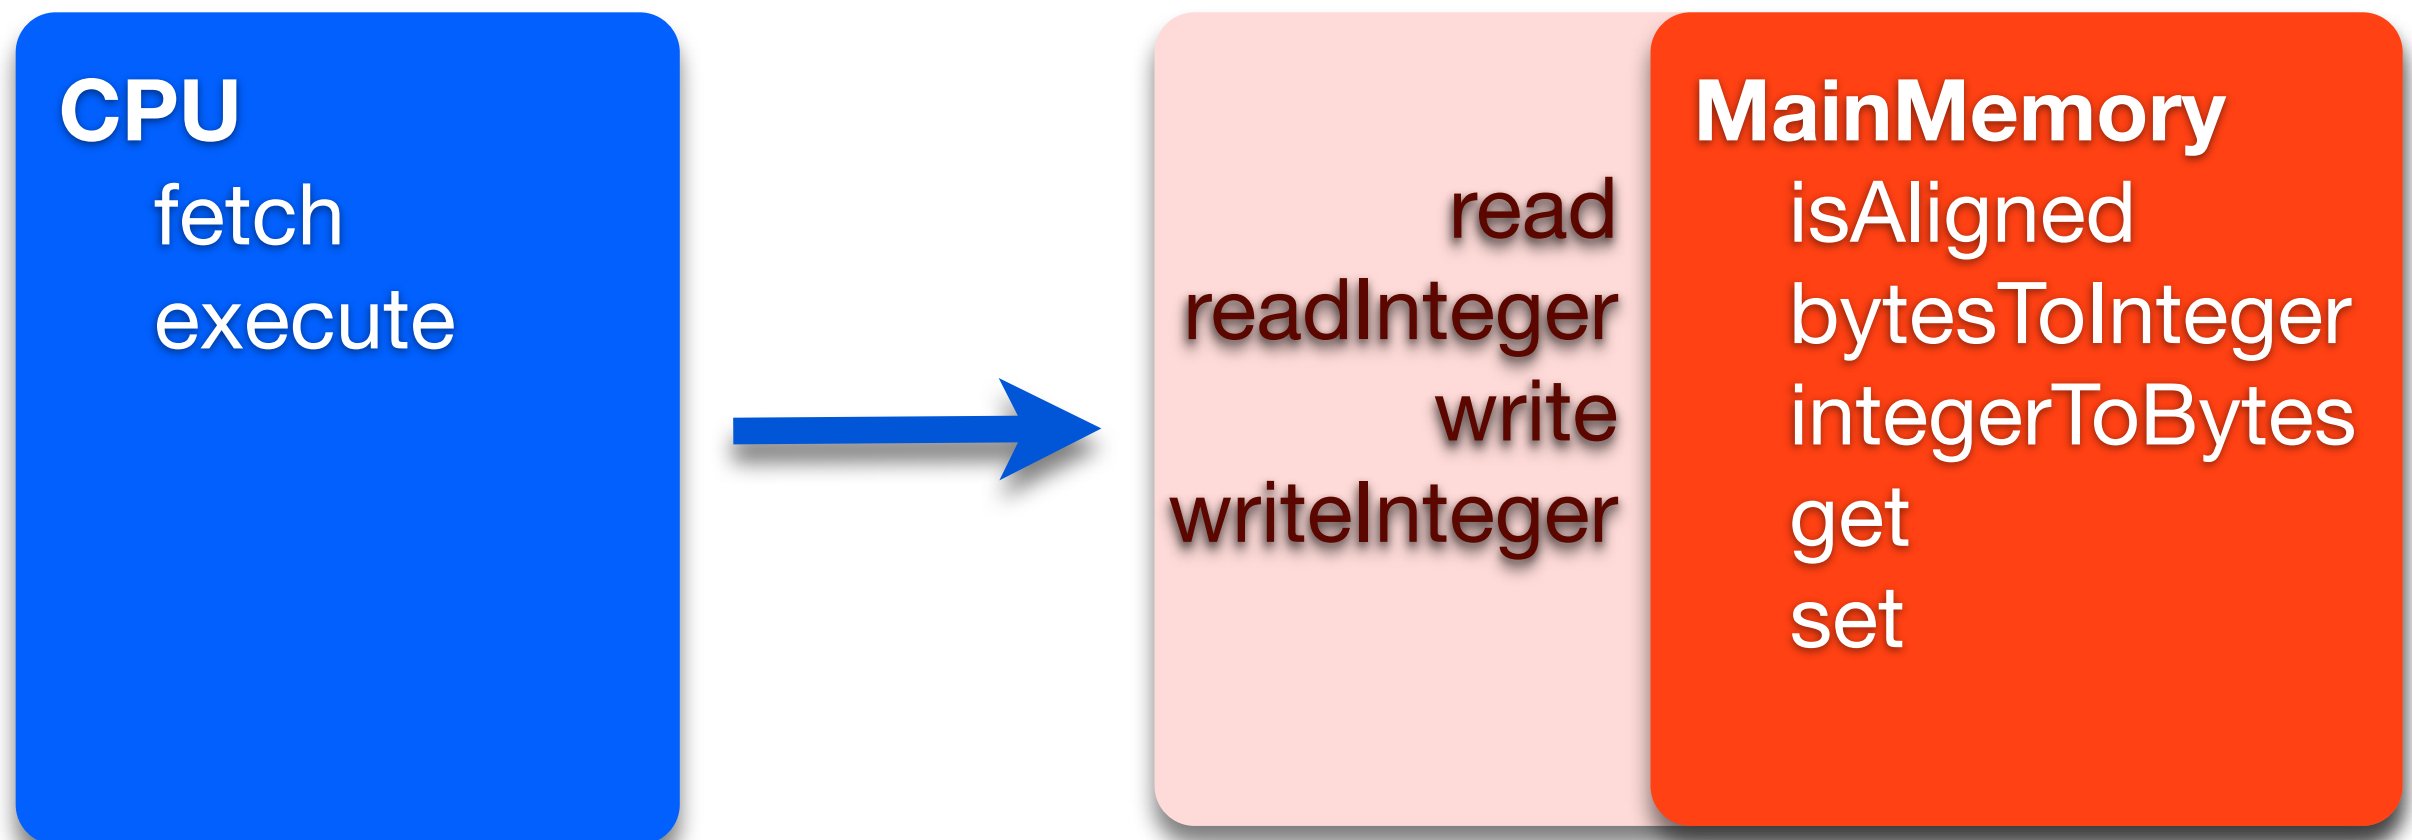 CPU
fetch
execute
read
readInteger
write
writeInteger
MainMemory
isAligned
bytesToInteger
integerToBytes
get
set